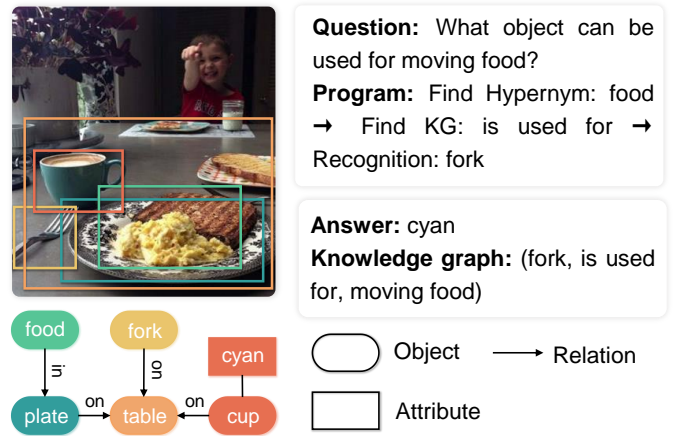 Question: What object can be
used for moving food?
Program: Find Hypernym: food
→ Find KG: is used for →
Recognition: fork
Answer: cyan
Knowledge graph: (fork, is used
for, moving food)
food
fork
cyan
in
on
plate
on
table
on
cup
Object
Relation
Attribute